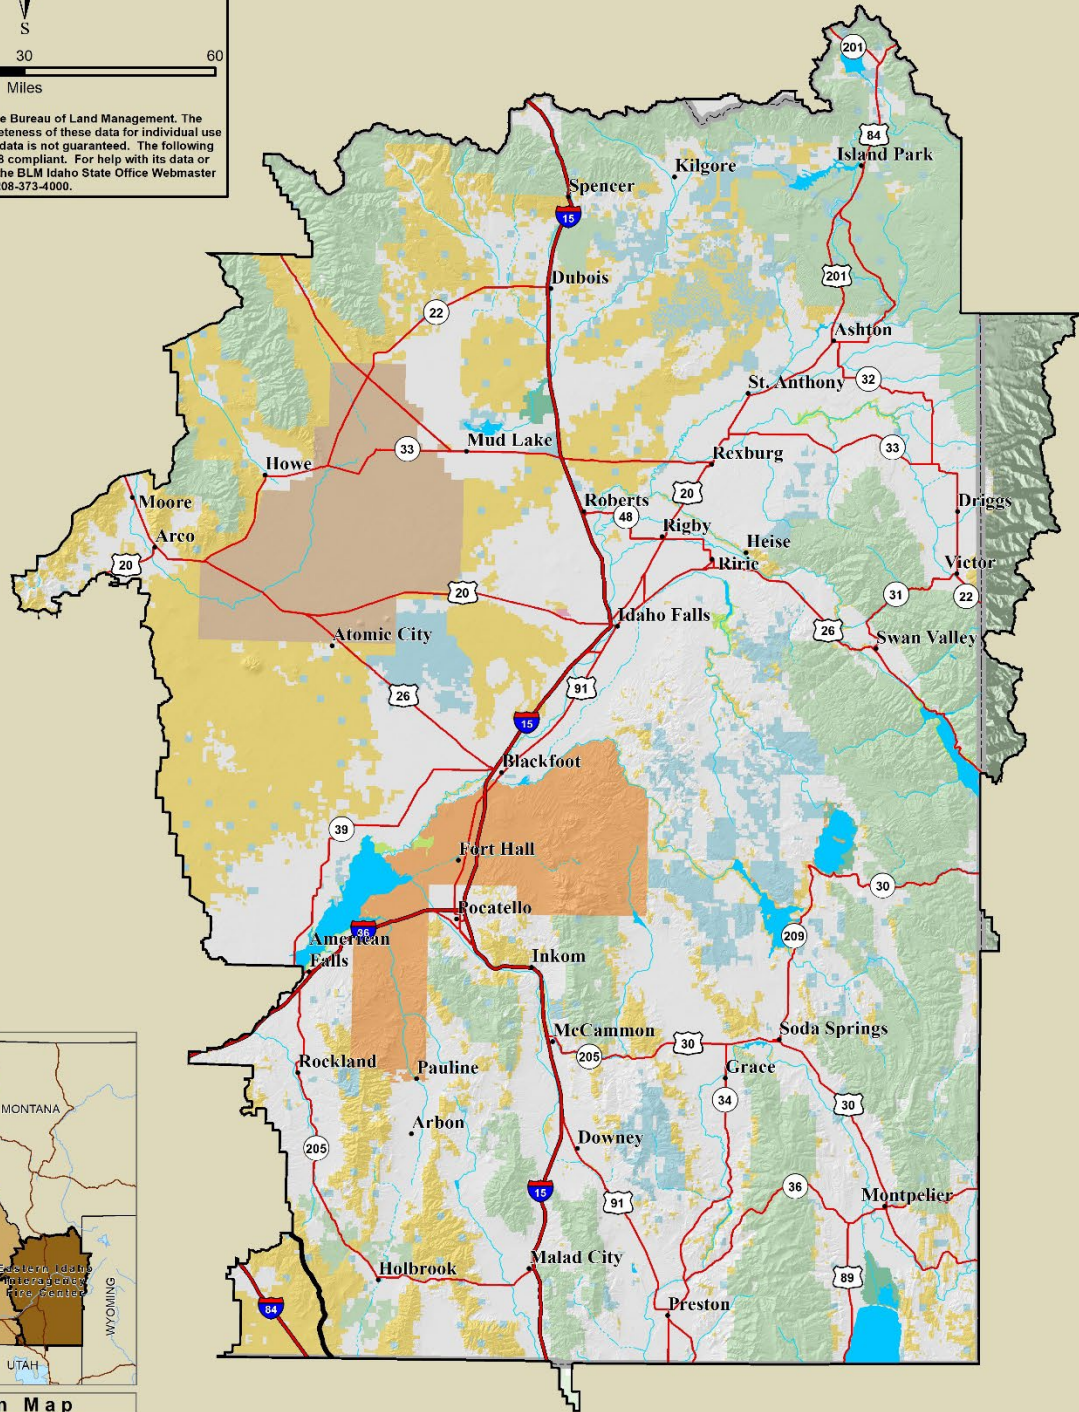 S
30 60
Miles
e Bureau of Land Management. The
eteness of these data for individual use
data is not guaranteed. The following
8 compliant. For help with its data or
he BLM Idaho State Office Webmaster
208-373-4000.
201
84
Island Park
Kilgore
Spencer
15
201
Dubois
22
Ashton
32
St. Anthony
33
Mud Lake
33
Rexburg
Howe
20
Moore
Roberts
48
Driggs
Rigby
Arco
Heise
20
Ririe
Victor
20
31
22
Idaho Falls
26
Atomic City
Swan Valley
26
91
15
Blackfoot
39
Fort Hall
30
Pocatello
36
American
Falls
209
Inkom
McCammon
Soda Springs
30
205
Rockland
Pauline
Grace
34
30
Arbon
Downey
205
36
15
91
Montpelier
Malad City
Holbrook
89
84
Preston
MONTANA
Eastern Idaho
Interagency
Fire Center
WYOMING
UTAH
n Map